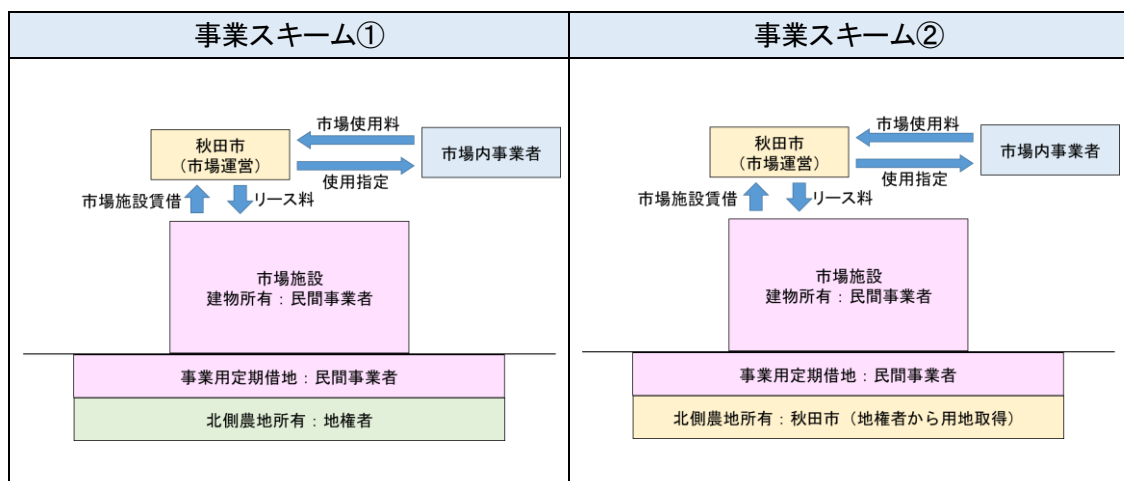 事業スキーム①
事業スキーム②
市場使用料
秋田市
（市場運営）
市場内事業者
使用指定
市場施設賃借
リース料
市場施設
建物所有：民間事業者
事業用定期借地：民間事業者
北側農地所有：地権者
市場使用料
秋田市
（市場運営）
市場内事業者
使用指定
市場施設賃借
リース料
市場施設
建物所有：民間事業者
事業用定期借地：民間事業者
北側農地所有：秋田市（地権者から用地取得）